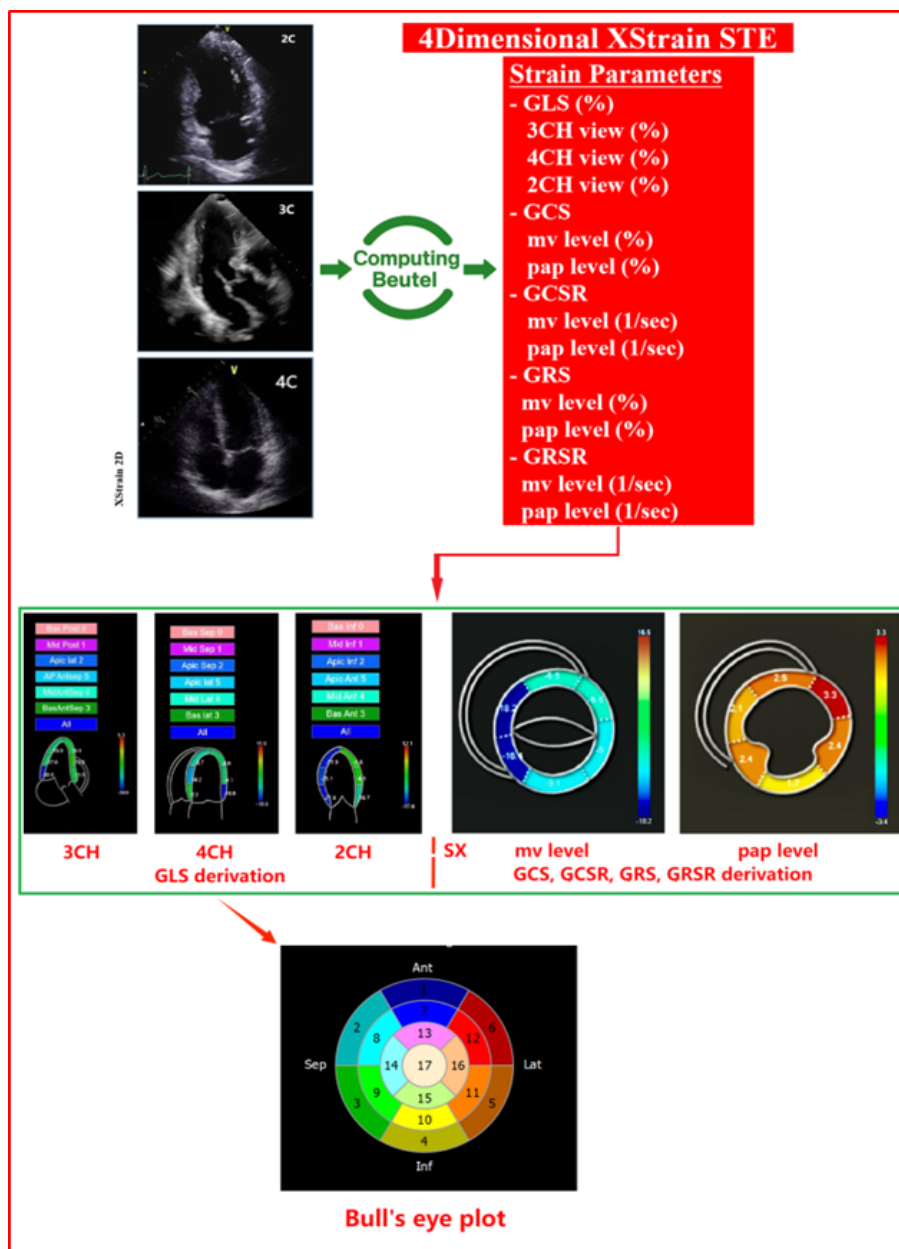 2C
3C
4C
XStrain 2D
Computing
Beutel
4Dimensional XStrain STE
Strain Parameters
- GLS (%)
3CH view (%)
4CH view (%)
2CH view (%)
- GCS
mv level (%)
pap level (%)
- GCSR
mv level (1/sec)
pap level (1/sec)
- GRS
mv level (%)
pap level (%)
- GRSR
mv level (1/sec)
pap level (1/sec)
Bas Post 0
Mid Post 1
Apic lat 2
AP Antsep 5
MidAntSep 4
BasAntSep 3
All
3CH
Bas Sep 0
Mid Sep 1
Apic Sep 2
Apic lat 5
Mid Lat 4
Bas lat 3
All
4CH
Bas Inf 0
Mid Inf 1
Apic Inf 2
Apic Ant 5
Mid Ant 4
Bas Ant 3
All
2CH
GLS derivation
-18.2
-16.4
16.5
-18.2
2.5
3.3
2.1
2.4
2.4
3.3
-3.4
SX
mv level
pap level
GCS, GCSR, GRS, GRSR derivation
Ant
1
7
2
6
8
13
12
Sep
14
17
16
Lat
9
15
11
3
5
10
4
Inf
Bull's eye plot